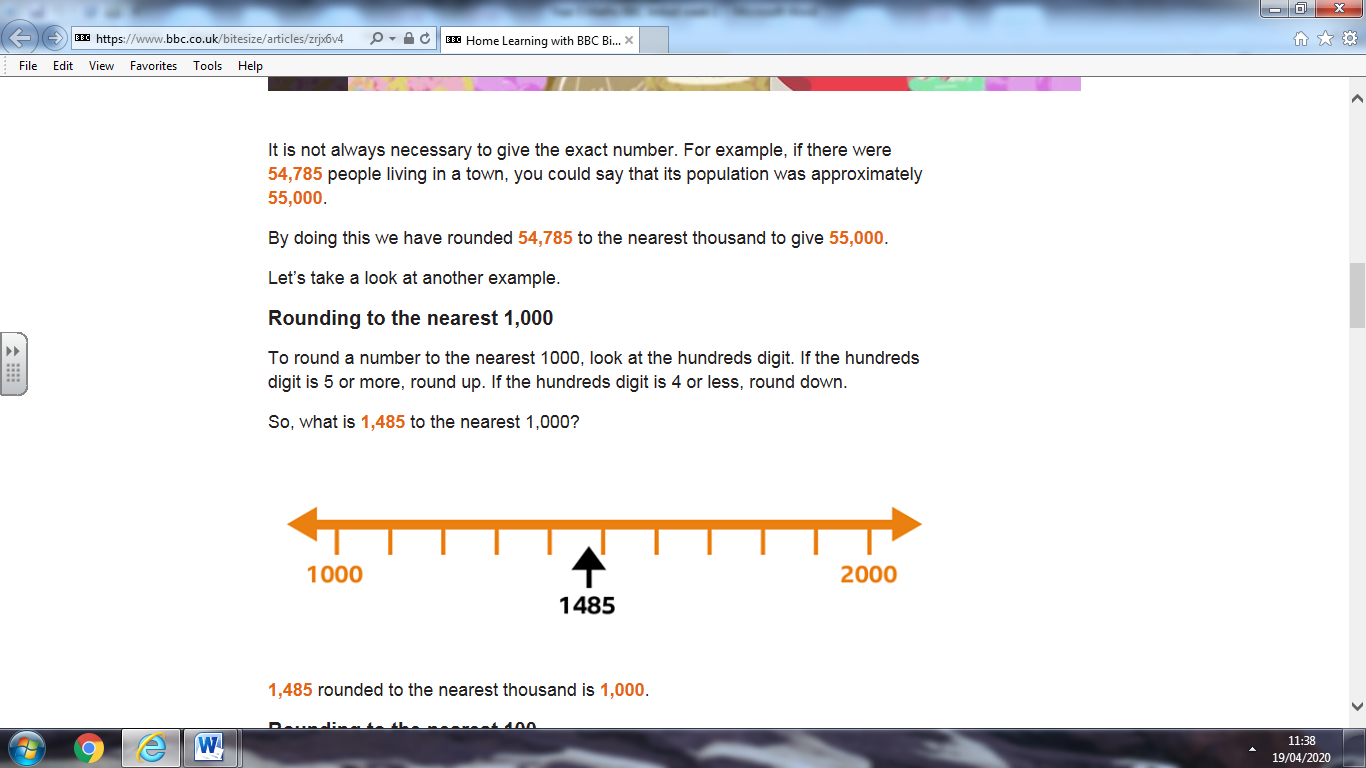 https://www.bbc.co.uk/bitesize/articles/zrjx6v4
BBC Home Learning with BBC Bi...
File Edit View Favorites Tools Help
It is not always necessary to give the exact number. For example, if there were
54,785 people living in a town, you could say that its population was approximately
55,000.
By doing this we have rounded 54,785 to the nearest thousand to give 55,000.
Let’s take a look at another example.
Rounding to the nearest 1,000
To round a number to the nearest 1000, look at the hundreds digit. If the hundreds
digit is 5 or more, round up. If the hundreds digit is 4 or less, round down.
So, what is 1,485 to the nearest 1,000?
1000 2000
1485
1,485 rounded to the nearest thousand is 1,000.
Rounding to the nearest 100
11:38
19/04/2020